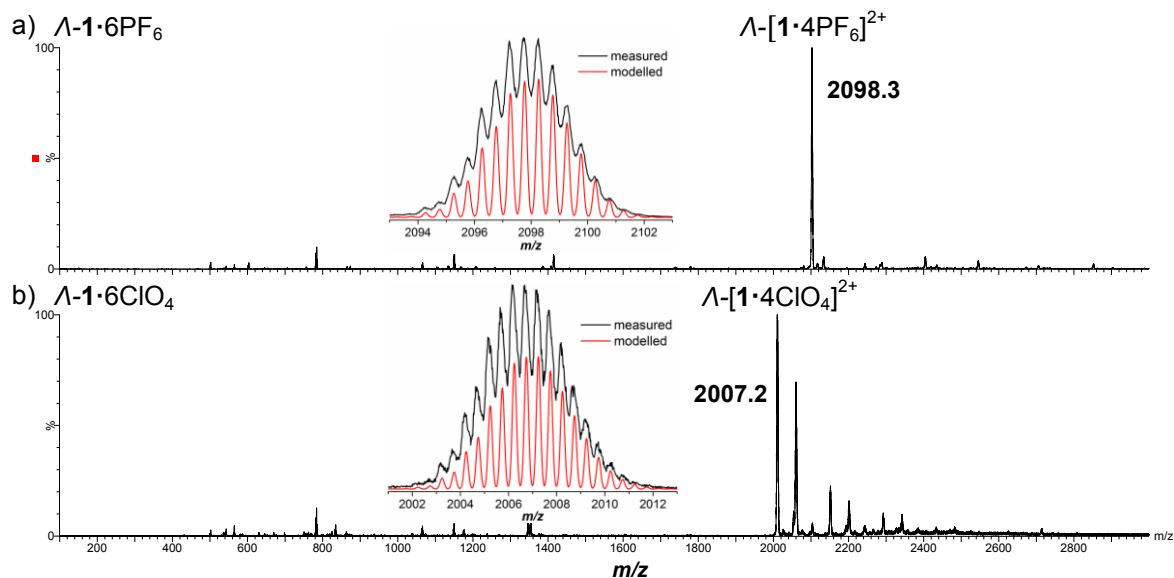 a) Λ-1·6PF6
Λ-[1·4PF6]2+
100
%
0
2098.3
measured
modelled
2094 2096 2098 2100 2102
m/z
b) Λ-1·6ClO4
Λ-[1·4ClO4]2+
100
%
0
2007.2
measured
modelled
2002 2004 2006 2008 2010 2012
m/z
200 400 600 800 1000 1200 1400 1600 1800 2000 2200 2400 2600 2800 m/z
m/z